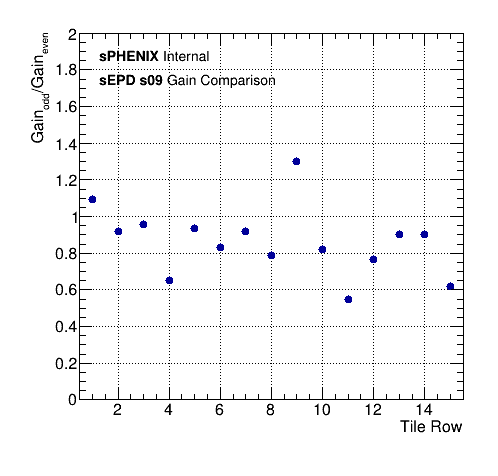 Gain_odd/Gain_even
sPHENIX Internal
sEPD s09 Gain Comparison
2
1.8
1.6
1.4
1.2
1
0.8
0.6
0.4
0.2
0
2 4 6 8 10 12 14
Tile Row